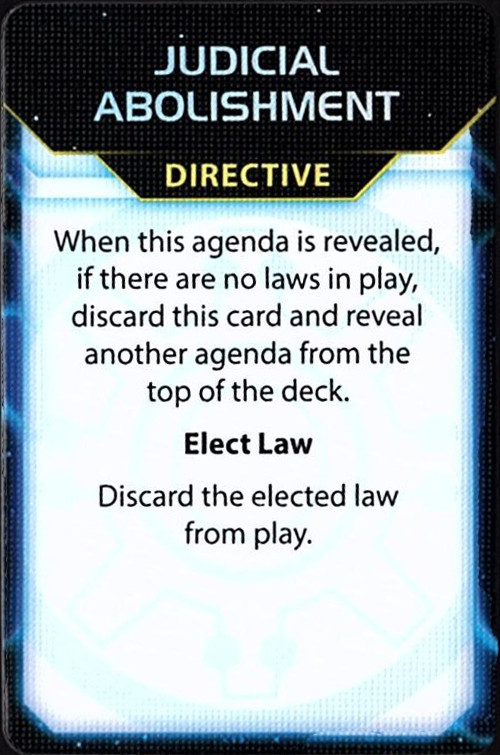 JUDICIAL
ABOLISHMENT
DIRECTIVE
When this agenda is revealed,
if there are no laws in play,
discard this card and reveal
another agenda from the
top of the deck.
Elect Law
Discard the elected law
from play.